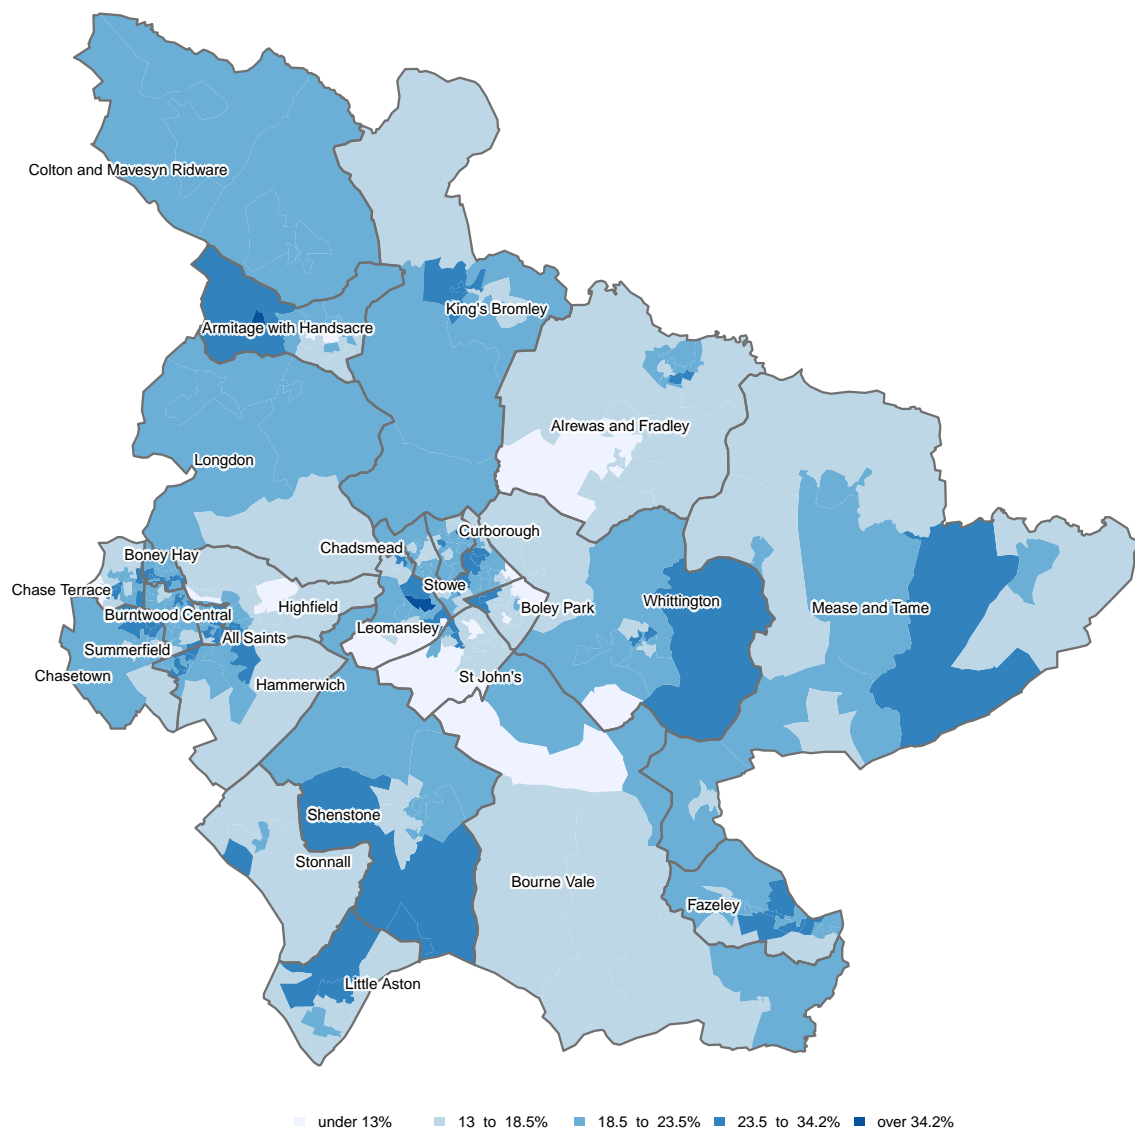 Colton and Mavesyn Ridware
King's Bromley
Armitage with Handsacre
Alrewas and Fradley
Longdon
Curborough
Chadsmead
Boney Hay
Stowe
Chase Terrace
Whittington
Highfield
Boley Park
Mease and Tame
Burntwood Central
Leomansley
All Saints
Summerfield
Chasetown
St John's
Hammerwich
Shenstone
Stonnall
Bourne Vale
Fazeley
Little Aston
under 13% 13 to 18.5% 18.5 to 23.5% 23.5 to 34.2% over 34.2%